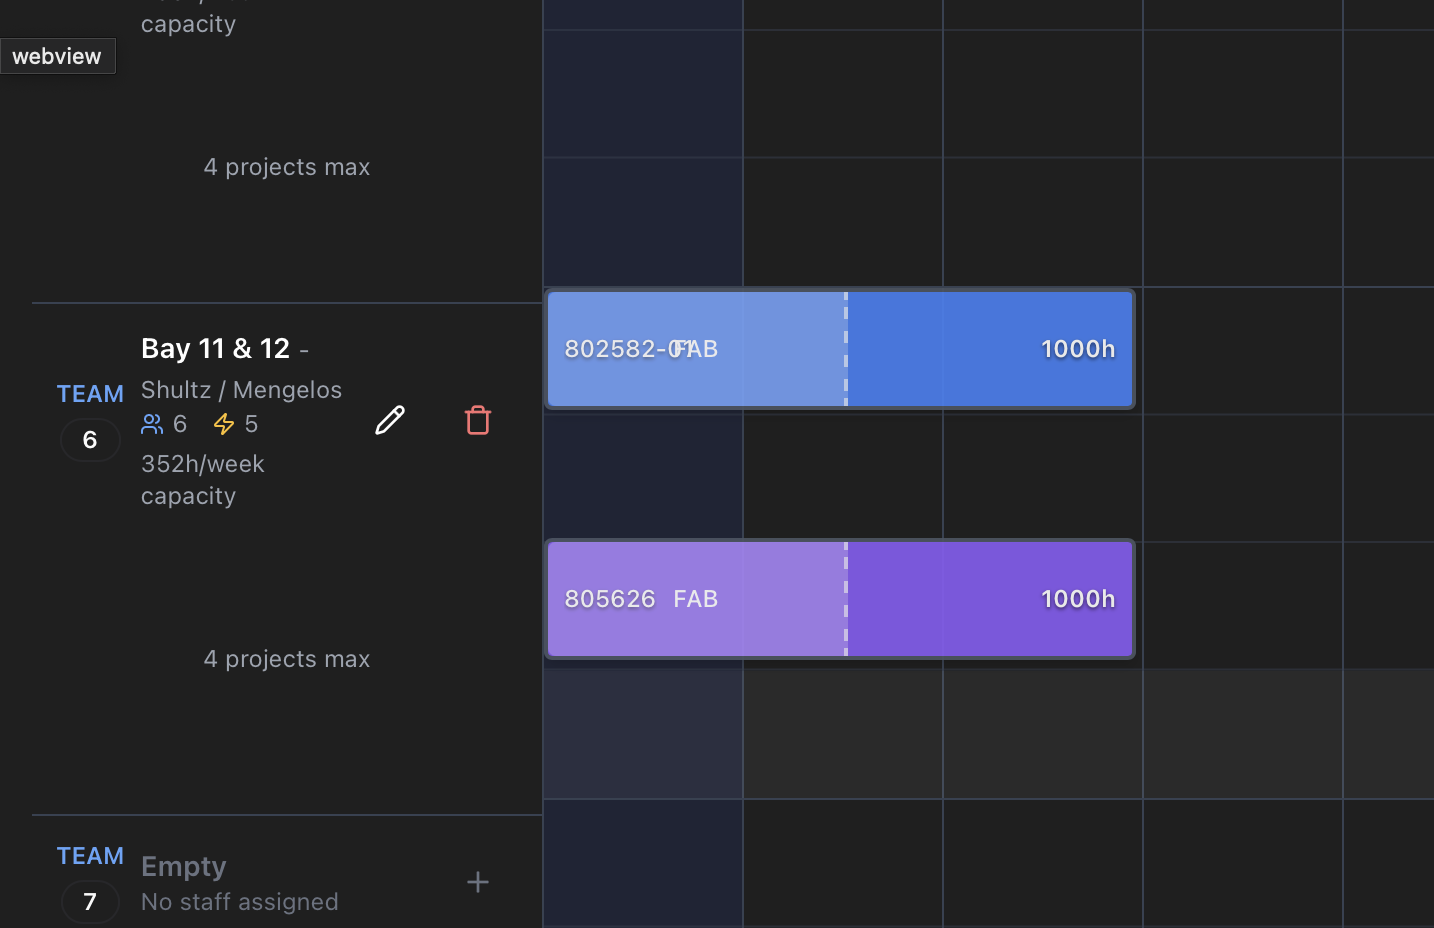 capacity
webview
4 projects max
Bay 11 & 12 -
TEAM
6
Shultz / Mengelos
6 5
352h/week
capacity
802582-01 FAB 1000h
805626 FAB 1000h
4 projects max
TEAM
7
Empty
No staff assigned
+